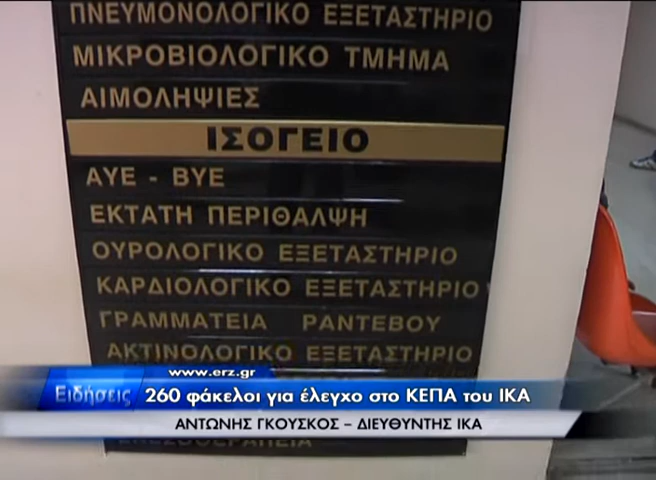 ΠΝΕΥΜΟΝΟΛΟΓΙΚΟ ΕΞΕΤΑΣΤΗΡΙΟ
ΜΙΚΡΟΒΙΟΛΟΓΙΚΟ ΤΜΗΜΑ
ΑΙΜΟΛΗΨΙΕΣ
ΙΣΟΓΕΙΟ
ΑΥΕ - ΒΥΕ
ΕΚΤΑΤΗ ΠΕΡΙΘΑΛΨΗ
ΟΥΡΟΛΟΓΙΚΟ ΕΞΕΤΑΣΤΗΡΙΟ
ΚΑΡΔΙΟΛΟΓΙΚΟ ΕΞΕΤΑΣΤΗΡΙΟ
ΓΡΑΜΜΑΤΕΙΑ ΡΑΝΤΕΒΟΥ
ΑΚΤΙΝΟΛΟΓΙΚΟ ΕΞΕΤΑΣΤΗΡΙΟ
www.erz.gr
Ειδήσεις 260 φάκελοι για έλεγχο στο ΚΕΠΑ του ΙΚΑ
ΑΝΤΩΝΗΣ ΓΚΟΥΣΚΟΣ – ΔΙΕΥΘΥΝΤΗΣ ΙΚΑ